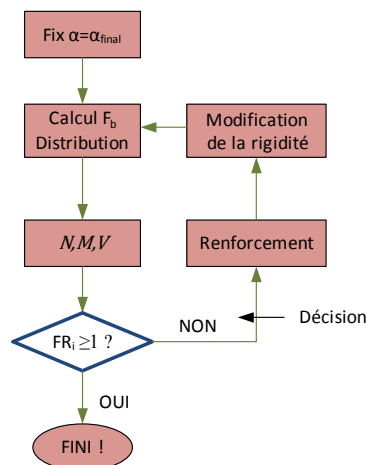 Fix α=αfinal
Calcul Fb
Distribution
Modification
de la rigidité
N,M,V
Renforcement
FRi ≥1 ?
NON
Décision
OUI
FINI !